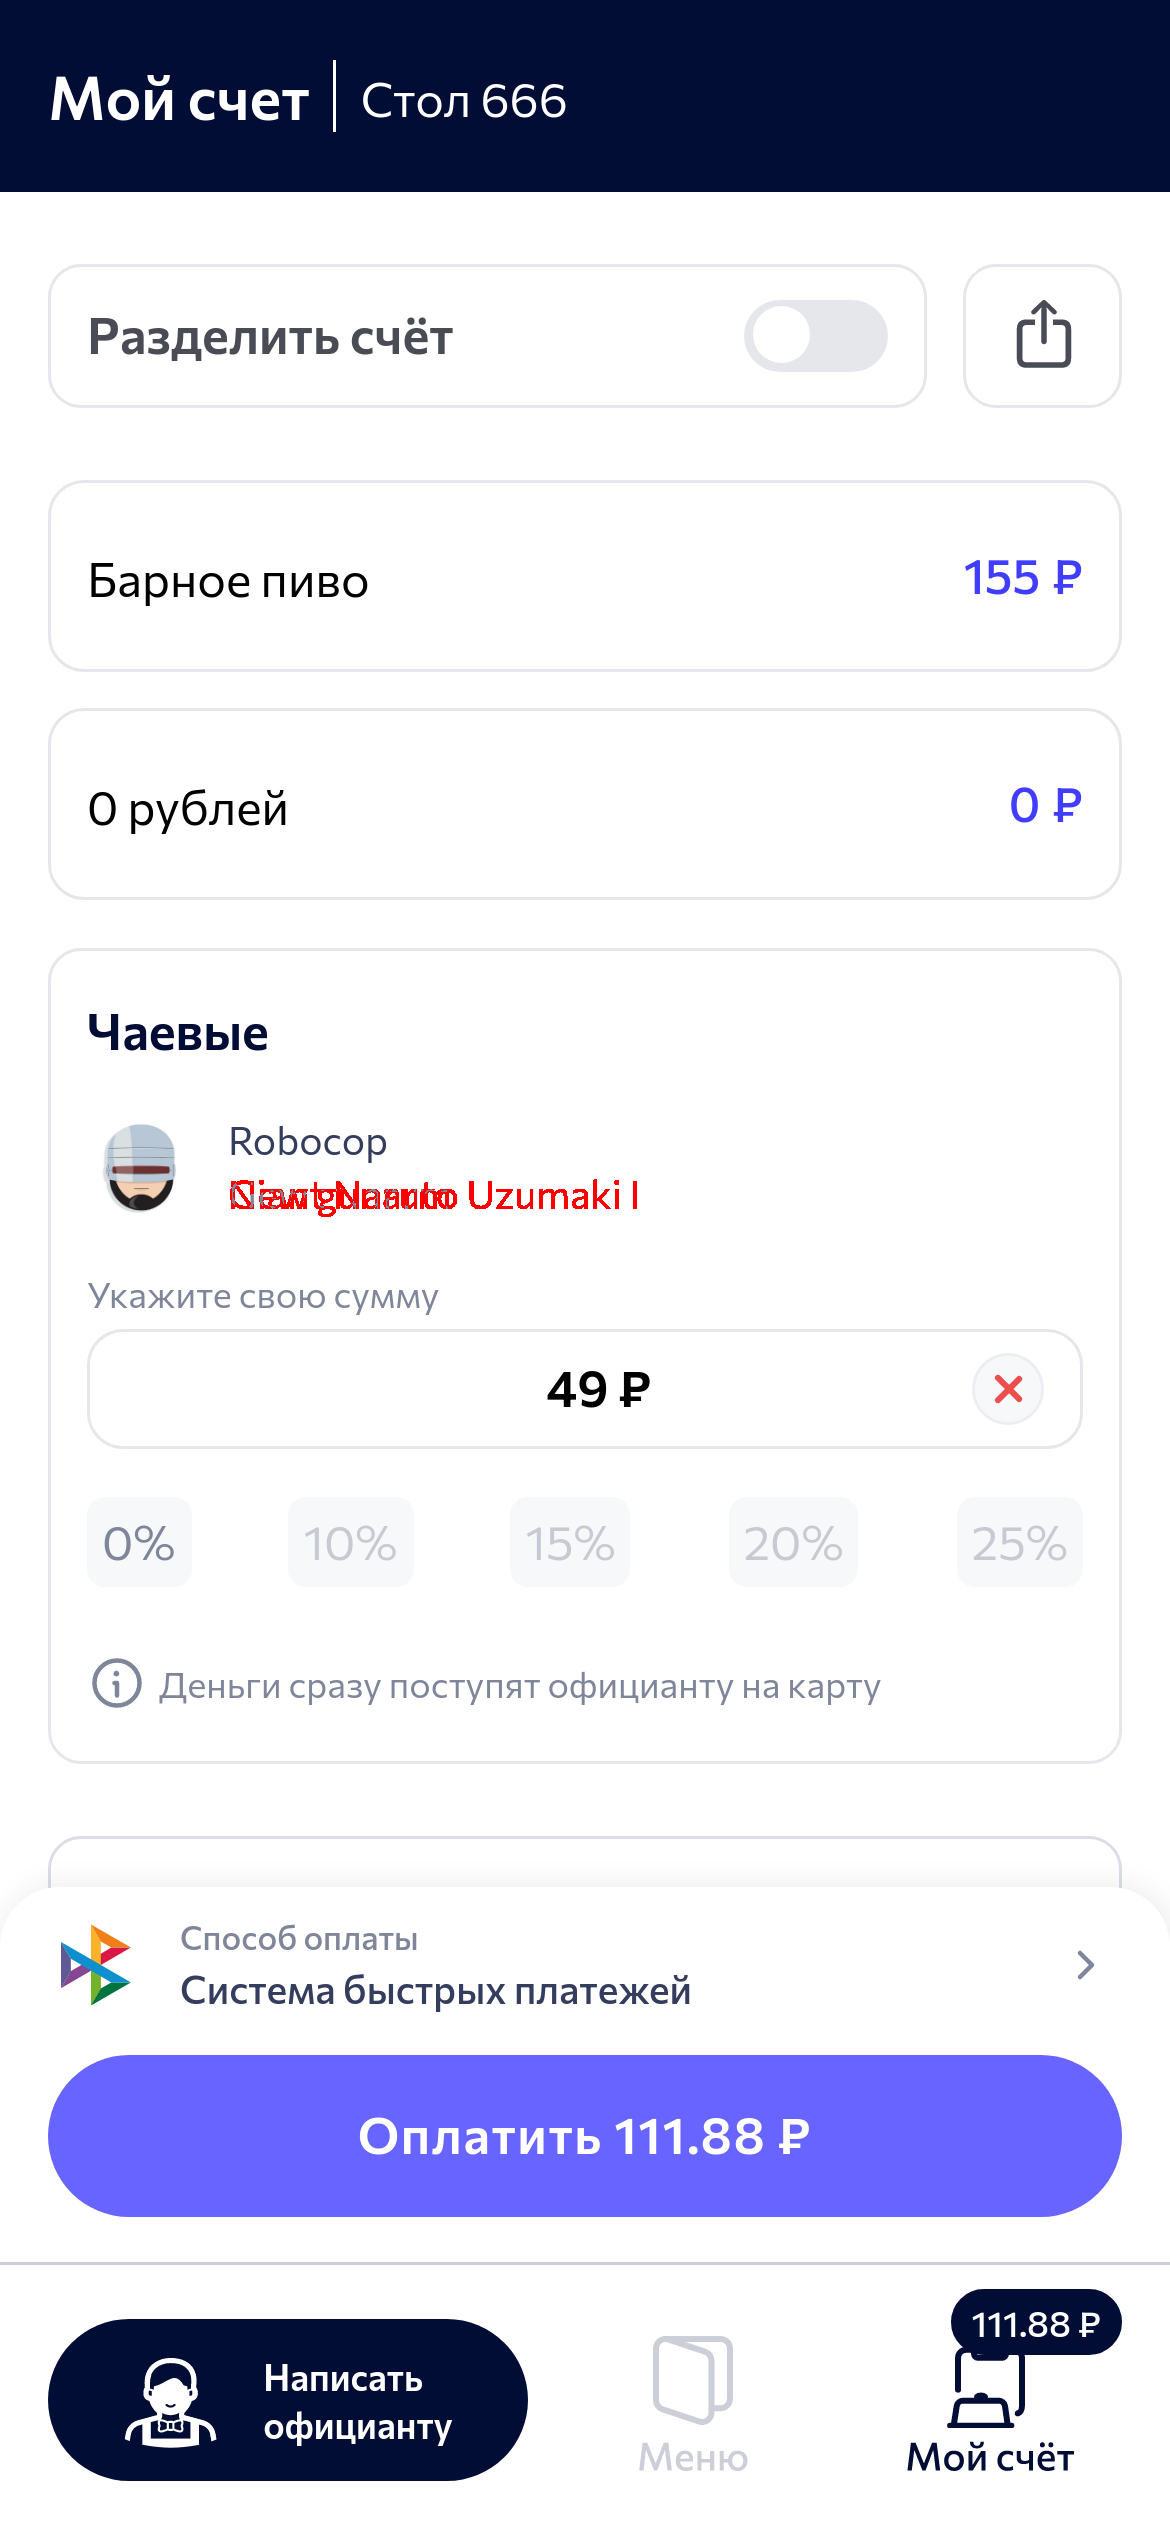 Мой счет
Стол 666
Разделить счёт
Барное пиво
155 ₽
0 рублей
0 ₽
Чаевые
Robocop
Naruto Uzumaki I
Укажите свою сумму
49 ₽
0% 10% 15% 20% 25%
Деньги сразу поступят официанту на карту
Способ оплаты
Система быстрых платежей
Оплатить 111.88 ₽
111.88 ₽
Написать
официанту
Меню
Мой счёт